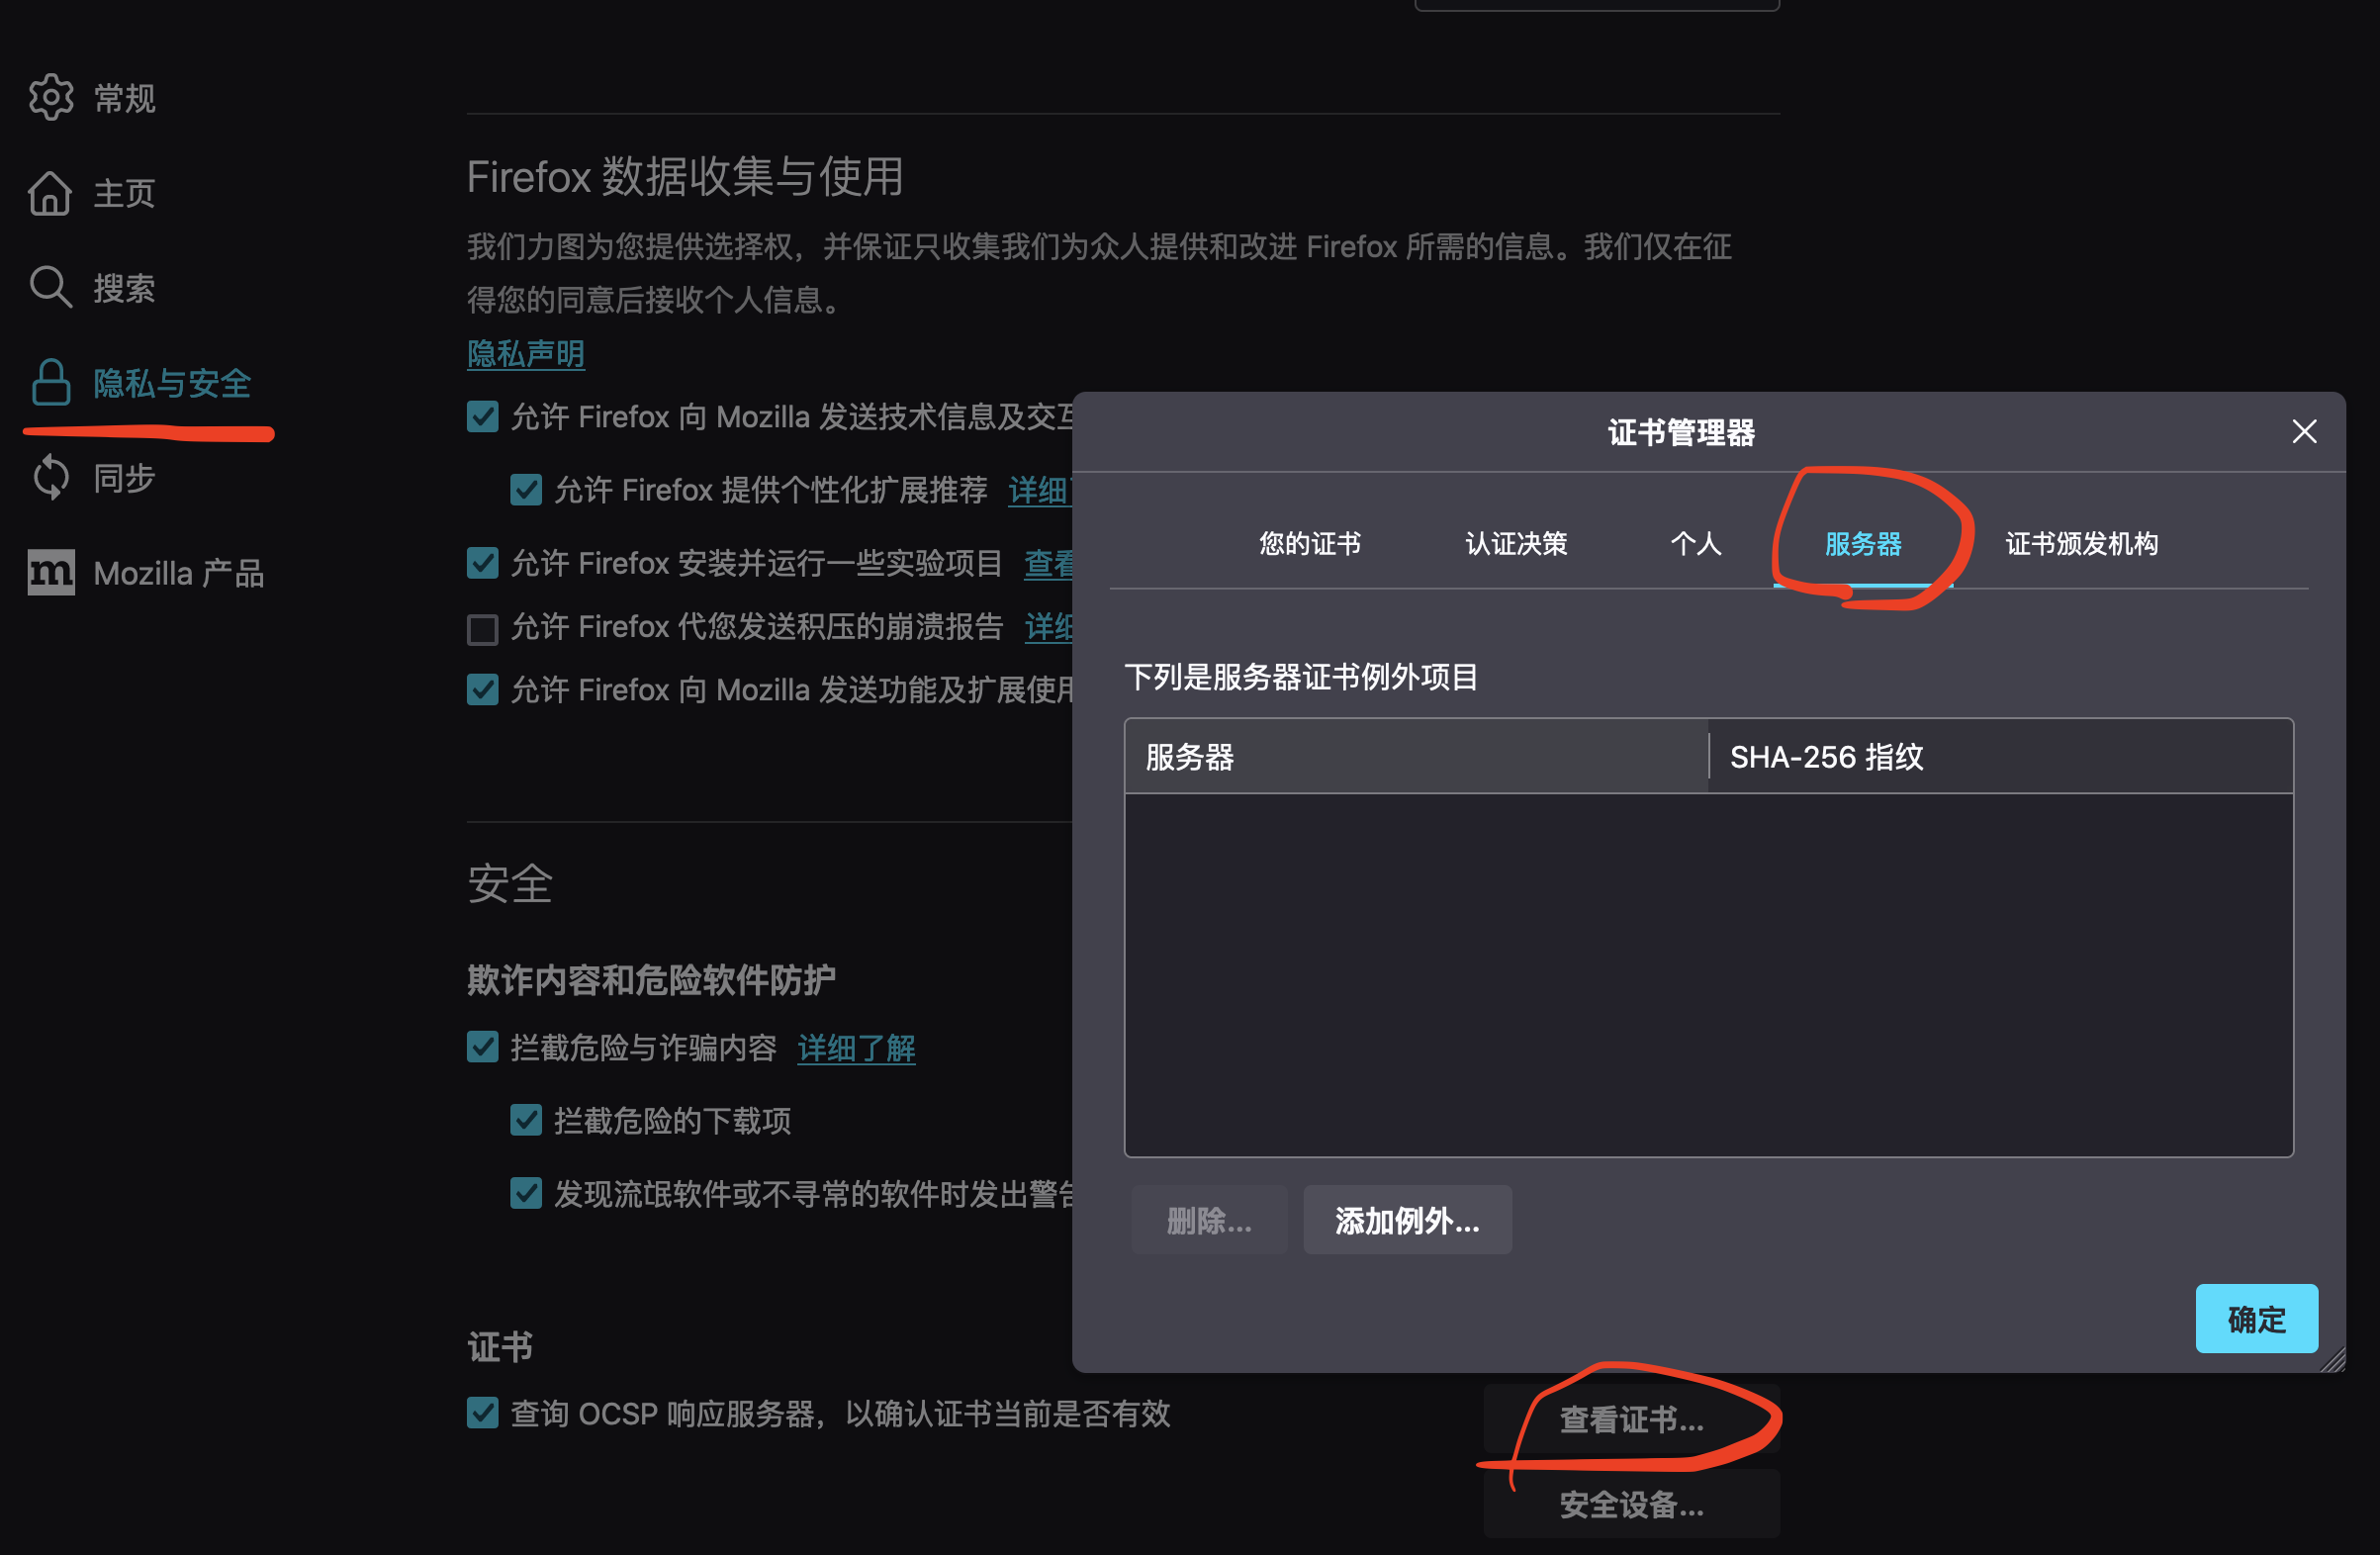 常规
主页
搜索
隐私与安全
同步
Mozilla 产品
Firefox 数据收集与使用
我们力图为您提供选择权，并保证只收集我们为众人提供和改进 Firefox 所需的信息。我们仅在征
得您的同意后接收个人信息。
隐私声明
允许 Firefox 向 Mozilla 发送技术信息及交互
允许 Firefox 提供个性化扩展推荐 详细
允许 Firefox 安装并运行一些实验项目 查看
允许 Firefox 代您发送积压的崩溃报告 详细
允许 Firefox 向 Mozilla 发送功能及扩展使用
安全
欺诈内容和危险软件防护
拦截危险与诈骗内容 详细了解
拦截危险的下载项
发现流氓软件或不寻常的软件时发出警告
证书
查询 OCSP 响应服务器，以确认证书当前是否有效
查看证书...
安全设备...
证书管理器
您的证书 认证决策 个人 服务器 证书颁发机构
下列是服务器证书例外项目
服务器 SHA-256 指纹
删除... 添加例外...
确定